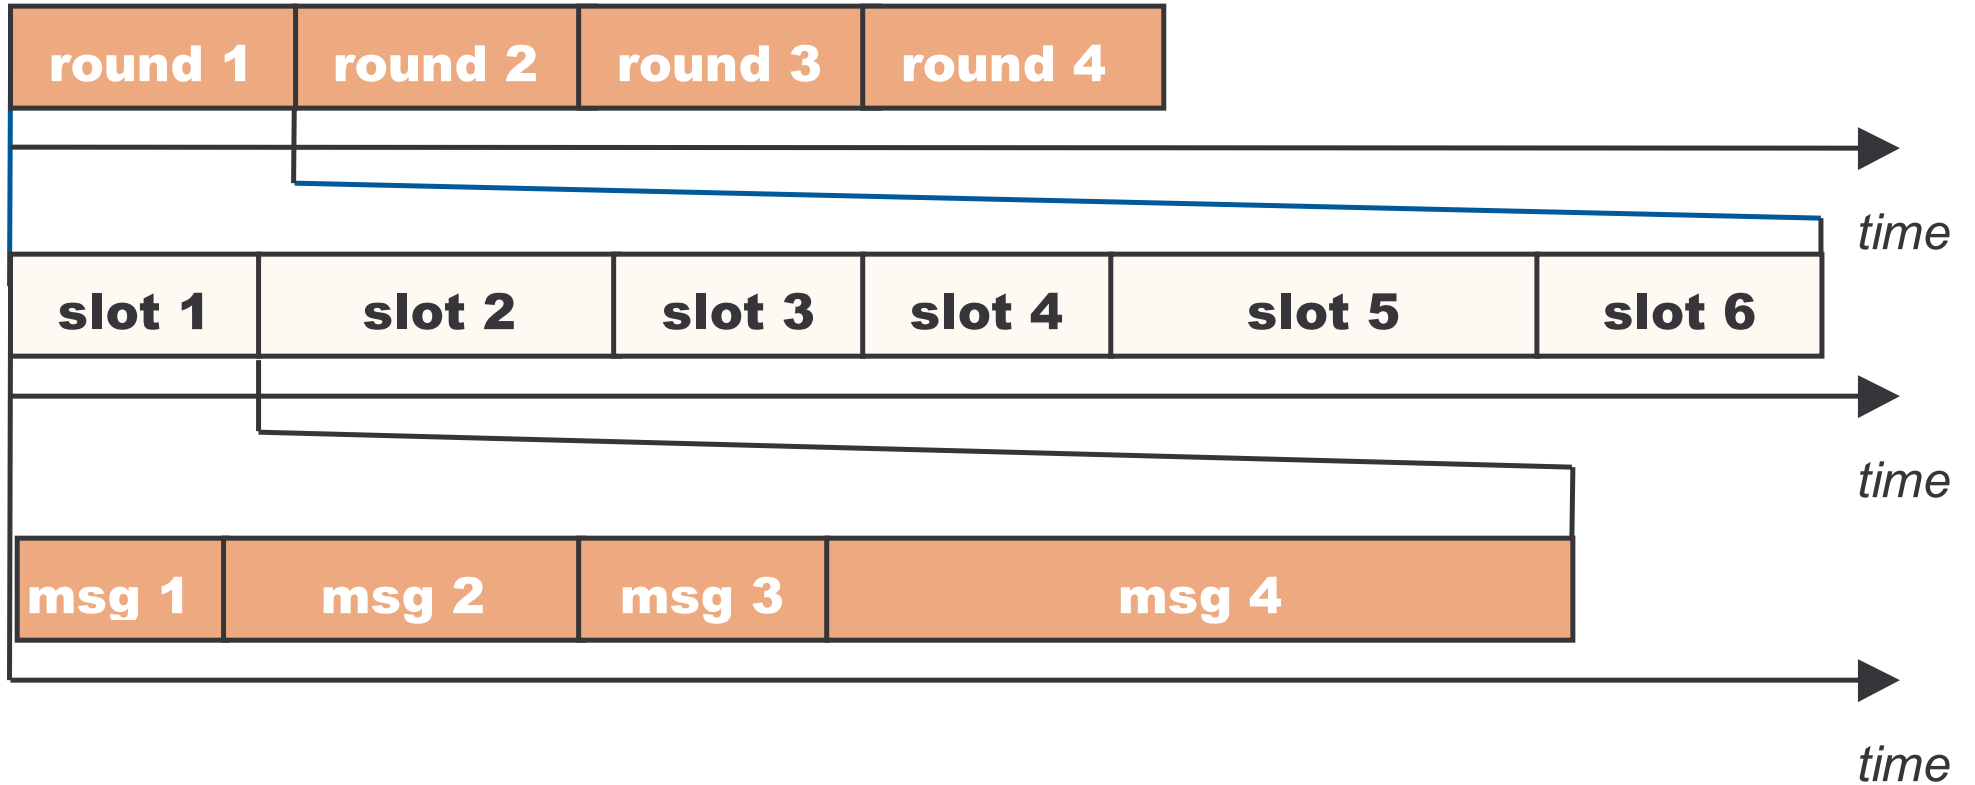 round 1 round 2 round 3 round 4
time
slot 1 slot 2 slot 3 slot 4 slot 5 slot 6
time
msg 1 msg 2 msg 3 msg 4
time